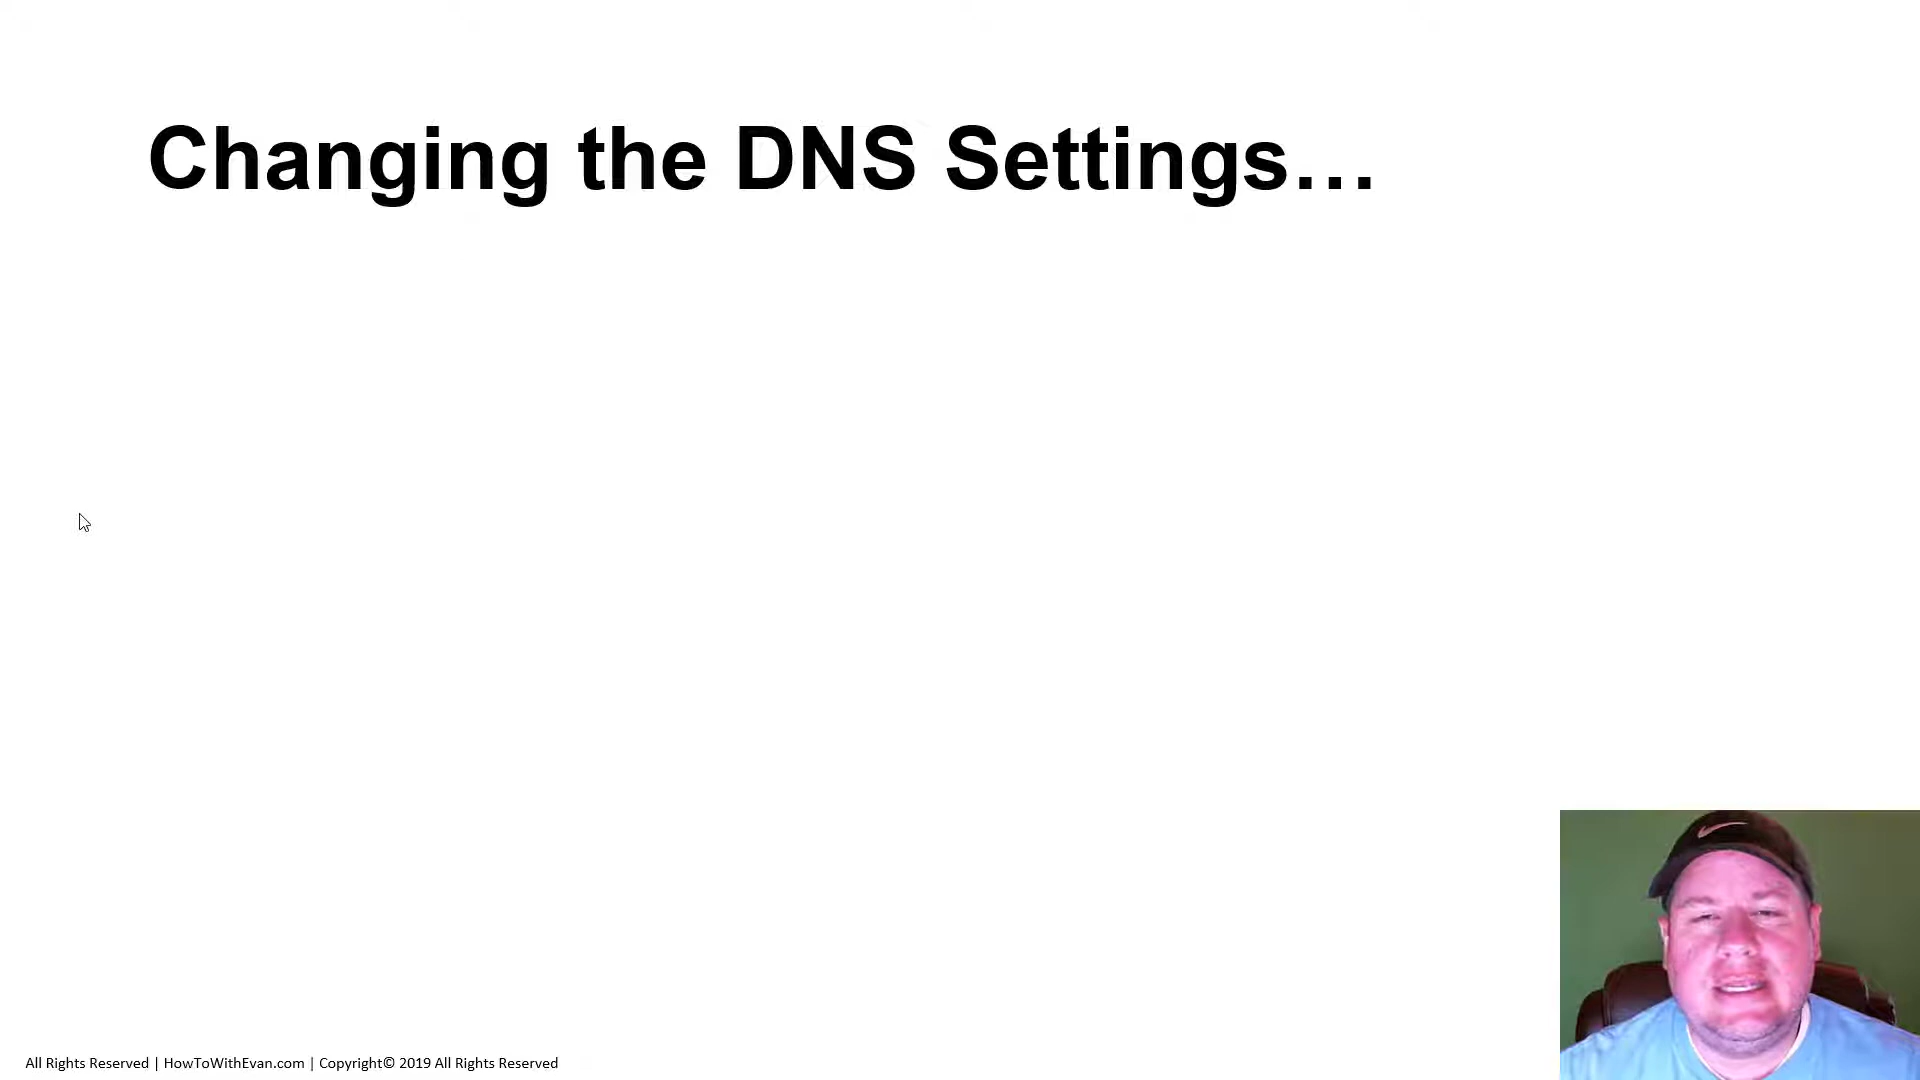 Changing the DNS Settings…
All Rights Reserved | HowToWithEvan.com | Copyright© 2019 All Rights Reserved